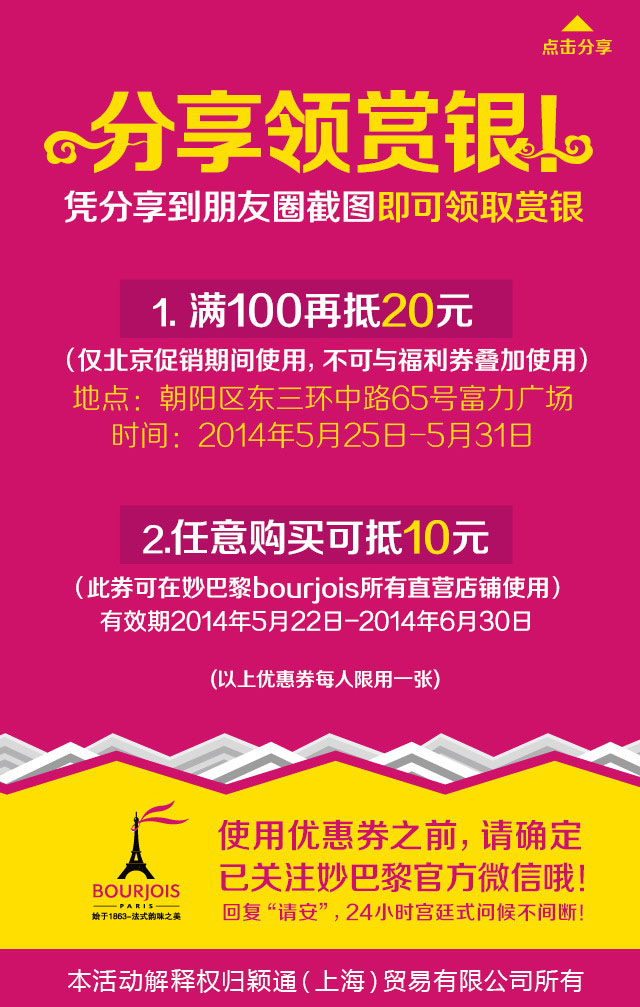 点击分享
分享领赏银!
凭分享到朋友圈截图即可领取赏银
1. 满100再抵20元
(仅北京促销期间使用, 不可与福利券叠加使用)
地点：朝阳区东三环中路65号富力广场
时间：2014年5月25日-5月31日
2.任意购买可抵10元
(此券可在妙巴黎bourjois所有直营店铺使用)
有效期2014年5月22日-2014年6月30日
(以上优惠券每人限用一张)
使用优惠券之前, 请确定
已关注妙巴黎官方微信哦!
回复“请安”, 24小时宫廷式问候不间断!
BOURJOIS
PARIS
始于1863~法式韵味之美
本活动解释权归颖通(上海)贸易有限公司所有